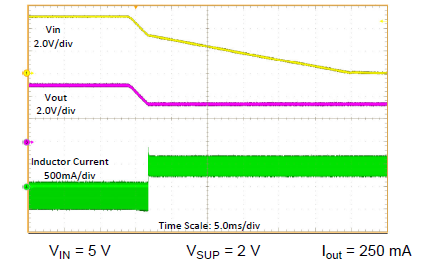 Vin
2.0V/div
Vout
2.0V/div
Inductor Current
500mA/div
Time Scale: 5.0ms/div
VIN = 5 V VSUP = 2 V Iout = 250 mA